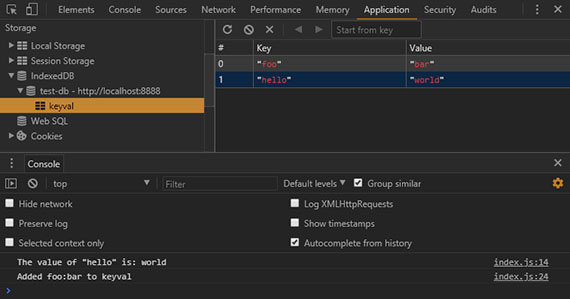 Elements Console Sources Network Performance Memory Application Security Audits
Storage
Local Storage
Session Storage
IndexedDB
test-db - http://localhost:8888
keyval
Web SQL
Cookies
Start from key
# Key Value
0 "foo" "bar"
1 "hello" "world"
Console
top Filter Default levels Group similar
Hide network Log XMLHttpRequests
Preserve log Show timestamps
Selected context only Autocomplete from history
The value of "hello" is: world index.js:14
Added foo:bar to keyval index.js:24